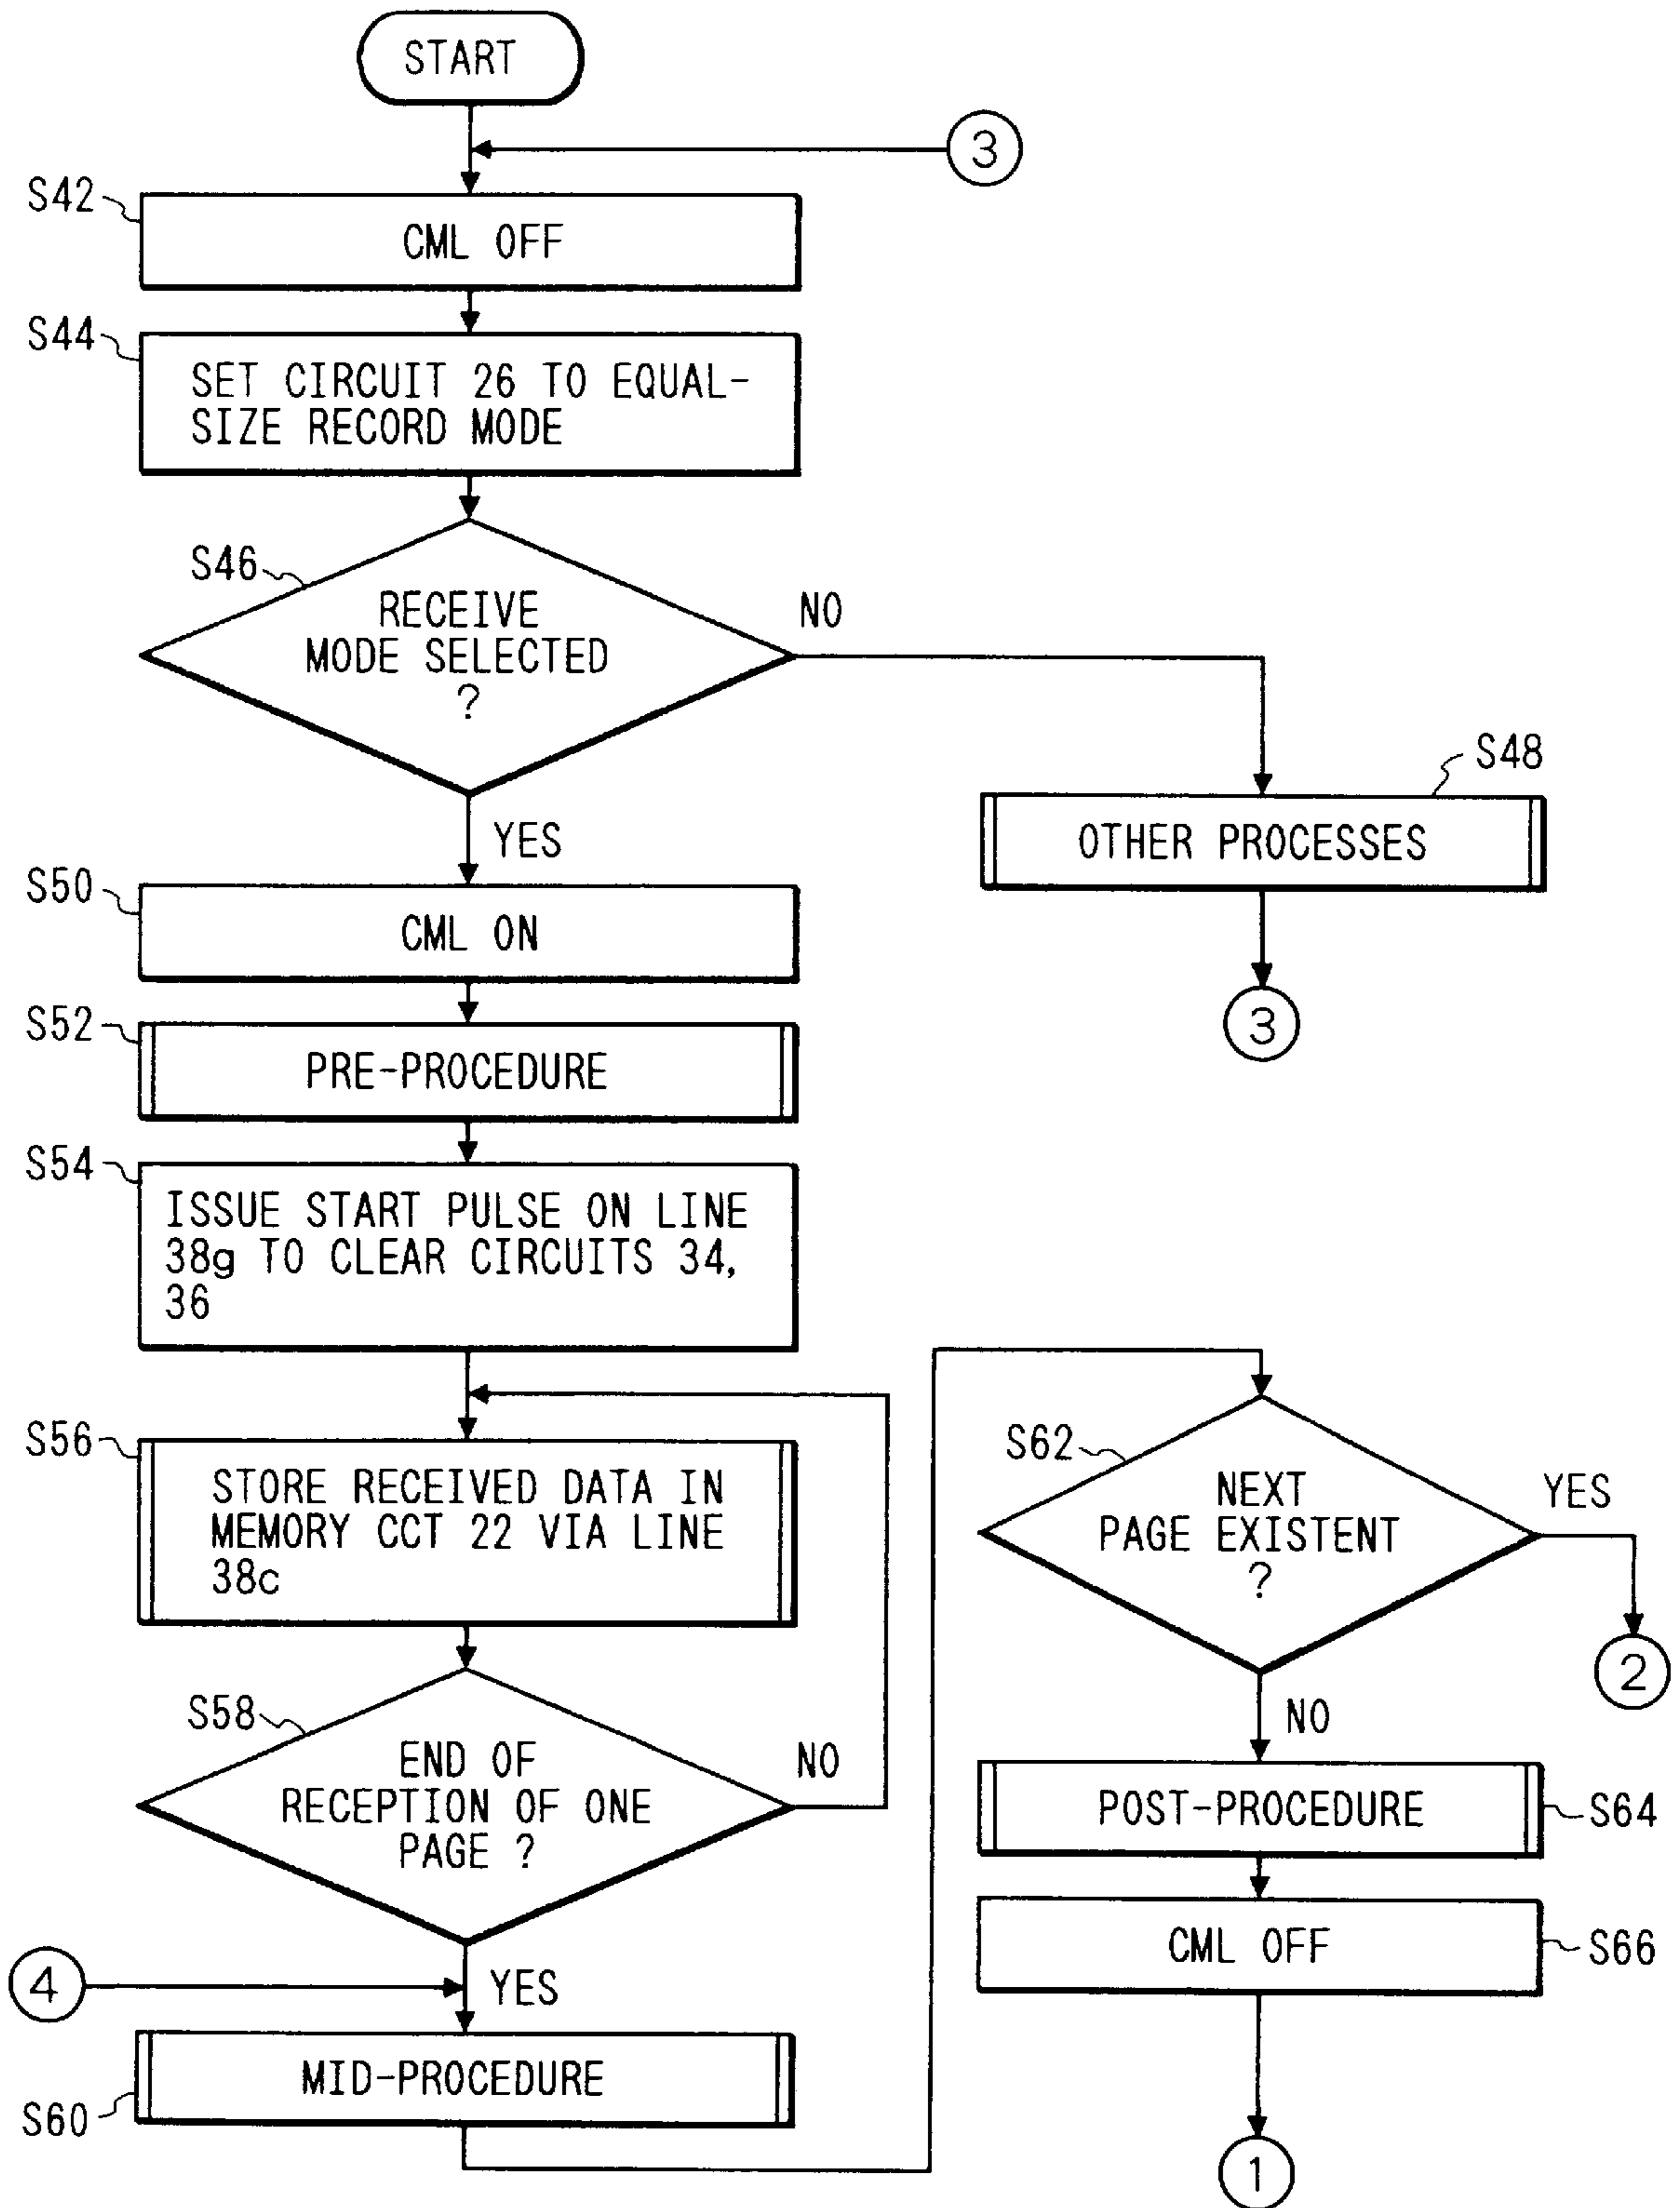 START
3
S42
CML OFF
S44
SET CIRCUIT 26 TO EQUAL-
SIZE RECORD MODE
S46
RECEIVE
MODE SELECTED
?
NO
YES
S48
OTHER PROCESSES
3
S50
CML ON
S52
PRE-PROCEDURE
S54
ISSUE START PULSE ON LINE
38g TO CLEAR CIRCUITS 34,
36
S56
STORE RECEIVED DATA IN
MEMORY CCT 22 VIA LINE
38c
S58
END OF
RECEPTION OF ONE
PAGE ?
NO
YES
4
MID-PROCEDURE
S60
S62
NEXT
PAGE EXISTENT
?
YES
2
NO
POST-PROCEDURE
S64
CML OFF
S66
1